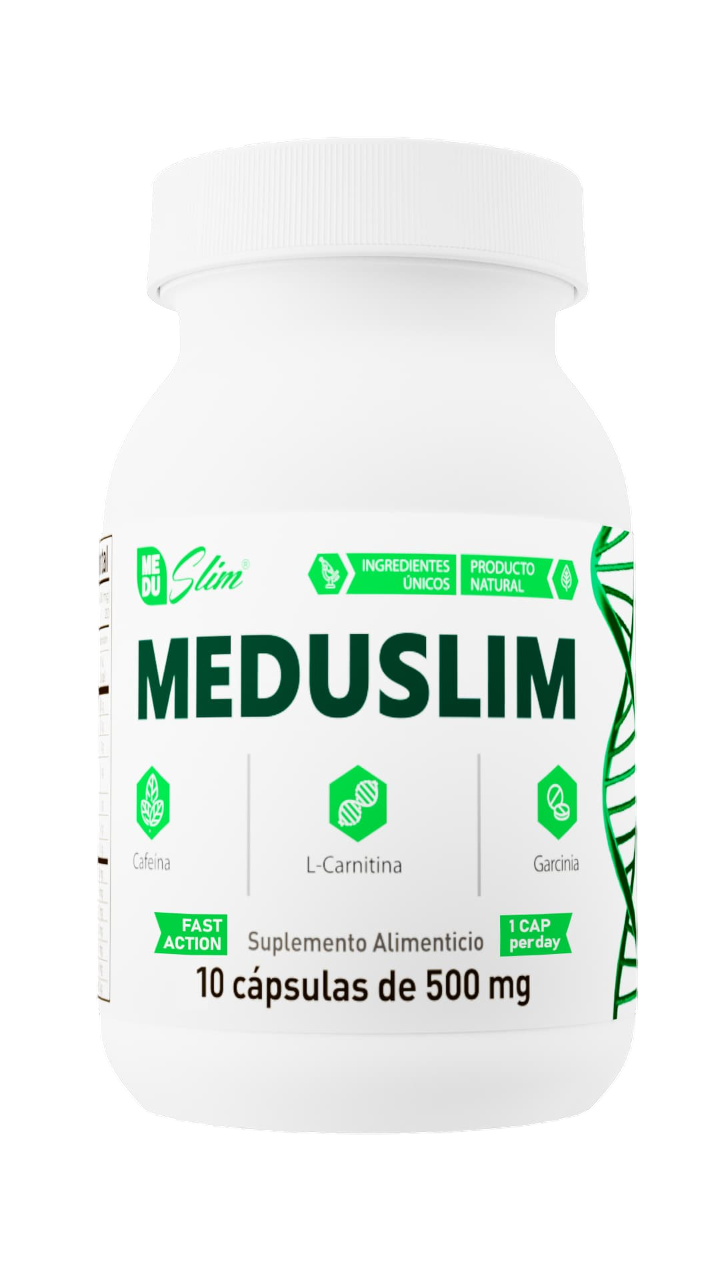 ME
DU
Slim®
INGREDIENTES
ÚNICOS
PRODUCTO
NATURAL
MEDUSLIM
Cafeína
L-Carnitina
Garcinia
FAST
ACTION
Suplemento Alimenticio
1 CAP
per day
10 cápsulas de 500 mg